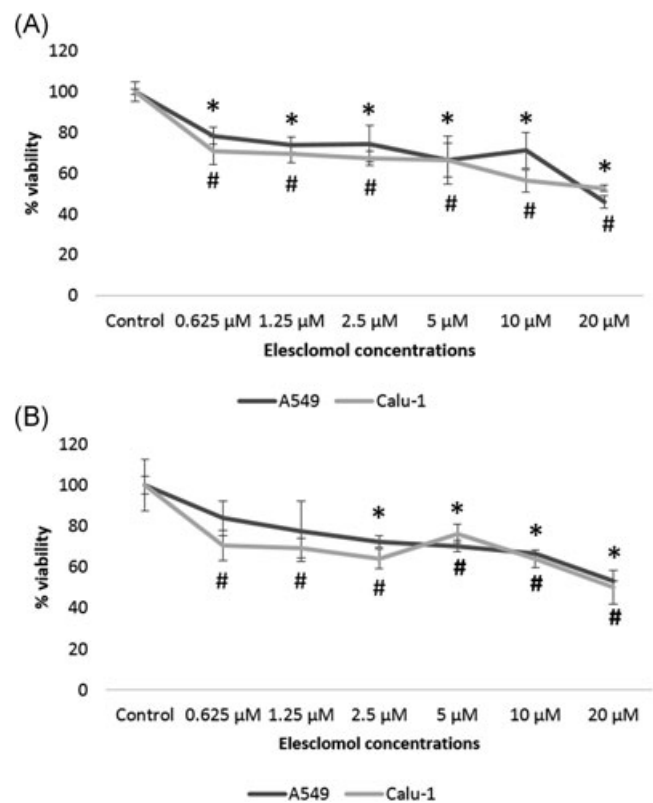 (A)
120
100
80
60
40
20
0
% viability
* * * * * *
# # # # # #
Control 0.625 µM 1.25 µM 2.5 µM 5 µM 10 µM 20 µM
Elesclomol concentrations
A549 Calu-1
(B)
120
100
80
60
40
20
0
% viability
* * * *
# # # # # #
Control 0.625 µM 1.25 µM 2.5 µM 5 µM 10 µM 20 µM
Elesclomol concentrations
A549 Calu-1